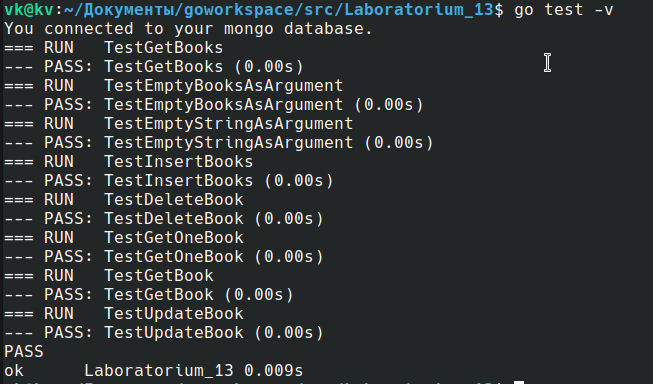 vk@kv:~/Документы/goworkspace/src/Laboratorium_13$ go test -v
You connected to your mongo database.
=== RUN   TestGetBooks
--- PASS: TestGetBooks (0.00s)
=== RUN   TestEmptyBooksAsArgument
--- PASS: TestEmptyBooksAsArgument (0.00s)
=== RUN   TestEmptyStringAsArgument
--- PASS: TestEmptyStringAsArgument (0.00s)
=== RUN   TestInsertBooks
--- PASS: TestInsertBooks (0.00s)
=== RUN   TestDeleteBook
--- PASS: TestDeleteBook (0.00s)
=== RUN   TestGetOneBook
--- PASS: TestGetOneBook (0.00s)
=== RUN   TestGetBook
--- PASS: TestGetBook (0.00s)
=== RUN   TestUpdateBook
--- PASS: TestUpdateBook (0.00s)
PASS
ok      Laboratorium_13 0.009s